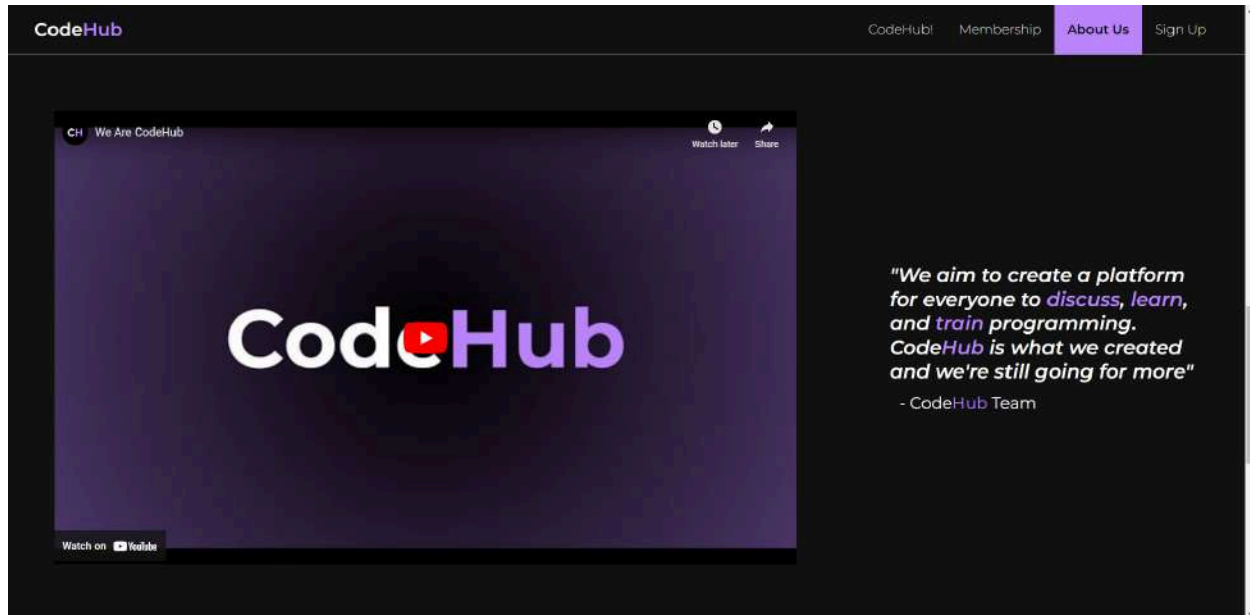 CodeHub
CodeHub! Membership About Us Sign Up
CH We Are CodeHub
Watch later Share
CodeHub
"We aim to create a platform
for everyone to discuss, learn,
and train programming.
CodeHub is what we created
and we're still going for more"
- CodeHub Team
Watch on YouTube